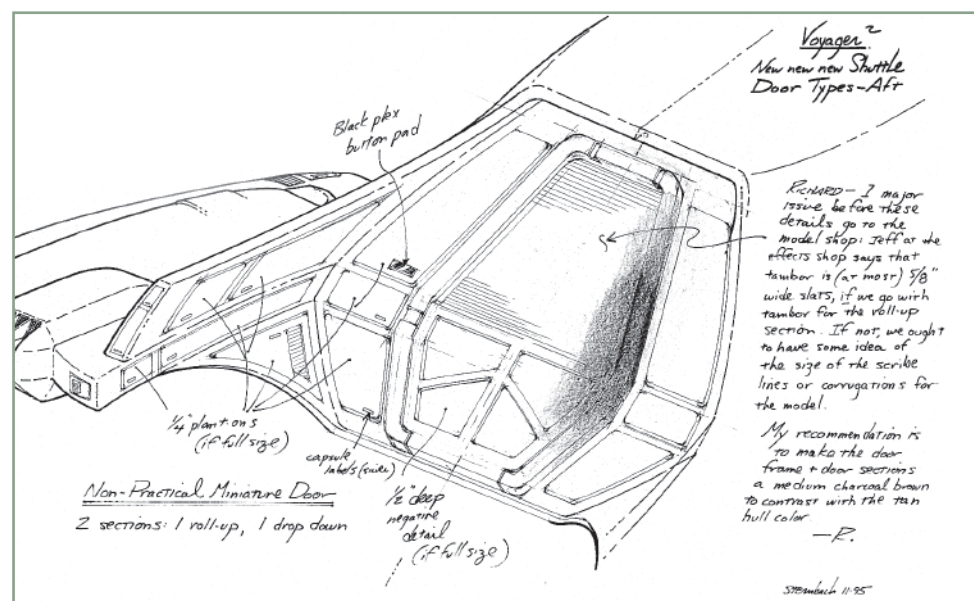 Voyager²
New new new Shuttle
Door Types-Aft
Black plex
button pad
RICHARD — 1 major
issue before these
details go to the
model shop: Jeff at the
effects shop says that
tambor is (at most) 5/8"
wide slats, if we go with
tambor for the roll-up
section. If not, we ought
to have some idea of
the size of the scribe
lines or corrugations for
the model.
My recommendation is
to make the door
frame + door sections
a medium charcoal brown
to contrast with the tan
hull color.
—R.
1/4" plant-ons
(if full size)
capsule
labels
Non-Practical Miniature Door
2 sections: 1 roll-up, 1 drop down
1/2" deep
negative
detail
(if full size)
Sternbach 11·95